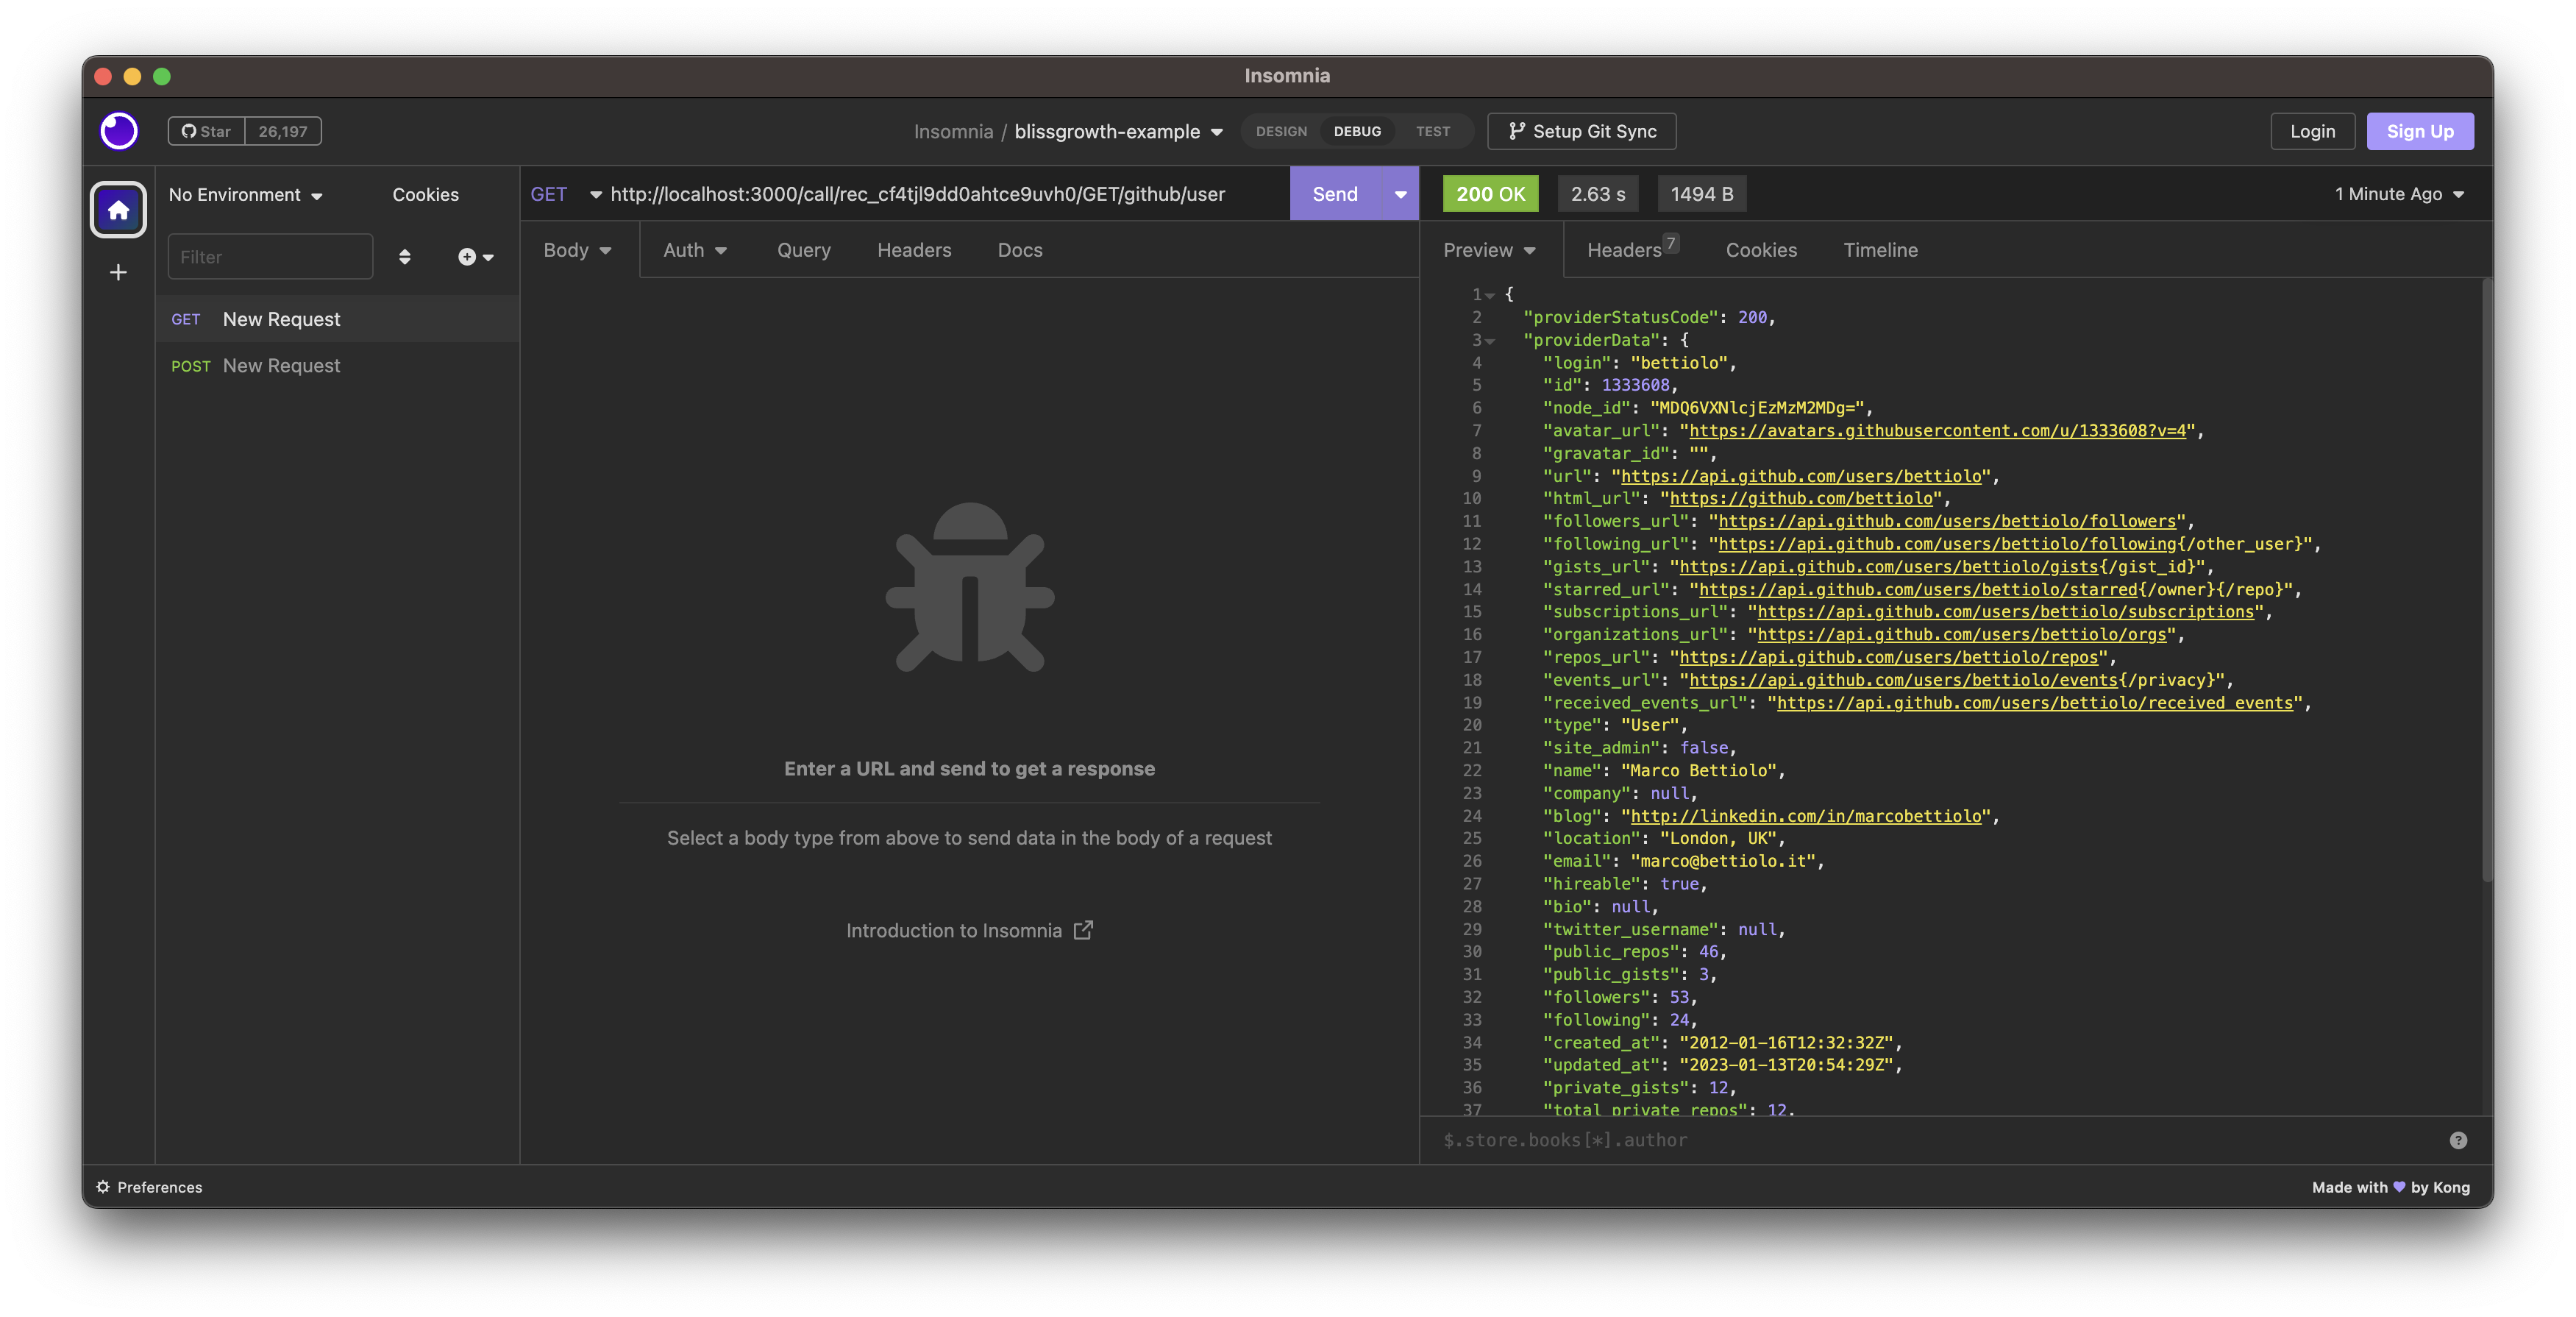 Insomnia
Star 26,197
Insomnia / blissgrowth-example
DESIGN DEBUG TEST
Setup Git Sync
Login
Sign Up
No Environment
Cookies
Filter
GET New Request
POST New Request
GET http://localhost:3000/call/rec_cf4tjl9dd0ahtce9uvh0/GET/github/user
Send
Body Auth Query Headers Docs
Enter a URL and send to get a response
Select a body type from above to send data in the body of a request
Introduction to Insomnia
200 OK 2.63 s 1494 B
1 Minute Ago
Preview Headers 7 Cookies Timeline
1 {
2 "providerStatusCode": 200,
3 "providerData": {
4 "login": "bettiolo",
5 "id": 1333608,
6 "node_id": "MDQ6VXNlcjEzMzM2MDg=",
7 "avatar_url": "https://avatars.githubusercontent.com/u/1333608?v=4",
8 "gravatar_id": "",
9 "url": "https://api.github.com/users/bettiolo",
10 "html_url": "https://github.com/bettiolo",
11 "followers_url": "https://api.github.com/users/bettiolo/followers",
12 "following_url": "https://api.github.com/users/bettiolo/following{/other_user}",
13 "gists_url": "https://api.github.com/users/bettiolo/gists{/gist_id}",
14 "starred_url": "https://api.github.com/users/bettiolo/starred{/owner}{/repo}",
15 "subscriptions_url": "https://api.github.com/users/bettiolo/subscriptions",
16 "organizations_url": "https://api.github.com/users/bettiolo/orgs",
17 "repos_url": "https://api.github.com/users/bettiolo/repos",
18 "events_url": "https://api.github.com/users/bettiolo/events{/privacy}",
19 "received_events_url": "https://api.github.com/users/bettiolo/received_events",
20 "type": "User",
21 "site_admin": false,
22 "name": "Marco Bettiolo",
23 "company": null,
24 "blog": "http://linkedin.com/in/marcobettiolo",
25 "location": "London, UK",
26 "email": "marco@bettiolo.it",
27 "hireable": true,
28 "bio": null,
29 "twitter_username": null,
30 "public_repos": 46,
31 "public_gists": 3,
32 "followers": 53,
33 "following": 24,
34 "created_at": "2012-01-16T12:32:32Z",
35 "updated_at": "2023-01-13T20:54:29Z",
36 "private_gists": 12,
37 "total_private_repos": 12,
$.store.books[*].author
Preferences
Made with ♥ by Kong